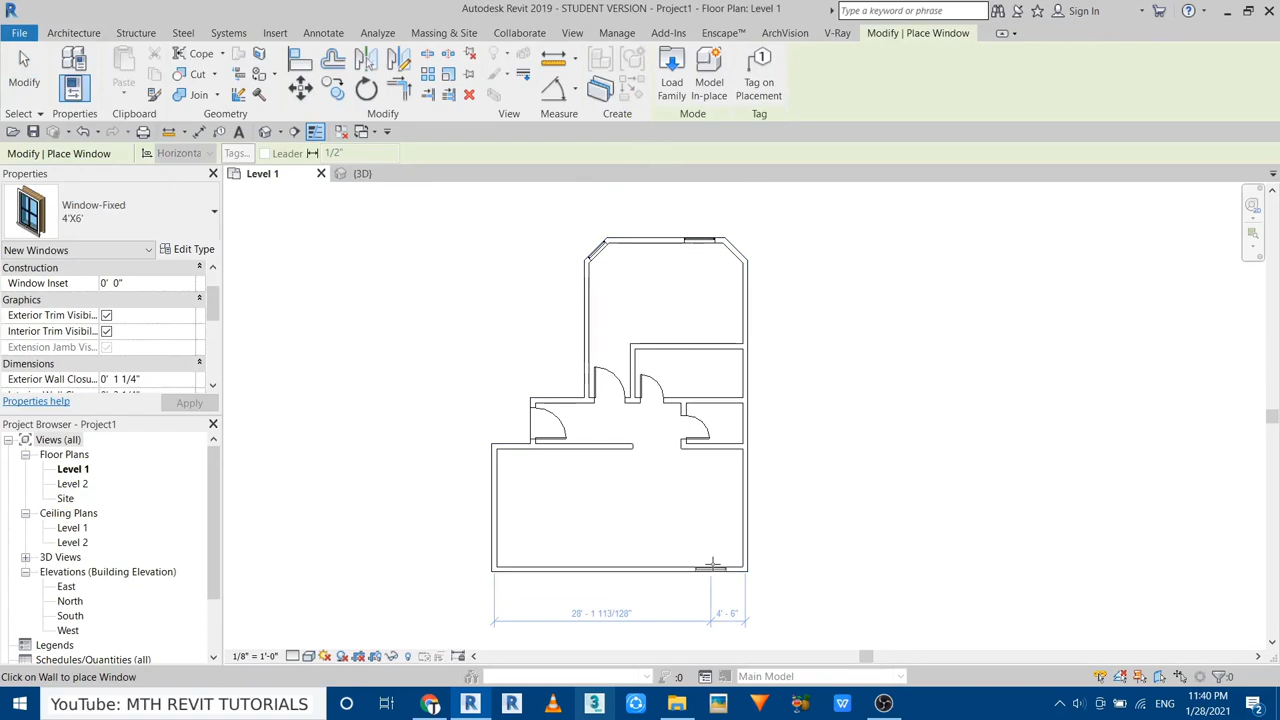 Autodesk Revit 2019 - STUDENT VERSION - Project1 - Floor Plan: Level 1
Type a keyword or phrase
Sign In
File
Architecture
Structure
Steel
Systems
Insert
Annotate
Analyze
Massing & Site
Collaborate
View
Manage
Add-Ins
Enscape™
ArchVision
V-Ray
Modify | Place Window
Modify
Paste
Cope
Cut
Join
Load
Family
Model
In-place
Tag on
Placement
Select
Properties
Clipboard
Geometry
Modify
View
Measure
Create
Mode
Tag
Modify | Place Window
Horizonta
Tags...
Leader
1/2"
Properties
Level 1
{3D}
Window-Fixed
4'X6'
New Windows
Edit Type
Construction
Window Inset
0' 0"
Graphics
Exterior Trim Visibi...
Interior Trim Visibil...
Extension Jamb Vis...
Dimensions
Exterior Wall Closu...
0' 1 1/4"
Properties help
Apply
Project Browser - Project1
Views (all)
Floor Plans
Level 1
Level 2
Site
Ceiling Plans
Level 1
Level 2
3D Views
Elevations (Building Elevation)
East
North
South
West
Legends
Schedules/Quantities (all)
28' - 1 113/128"
4' - 6"
1/8" = 1'-0"
Click on Wall to place Window
:0
Main Model
:0
YouTube: MTH REVIT TUTORIALS
ENG
11:40 PM
1/28/2021
2